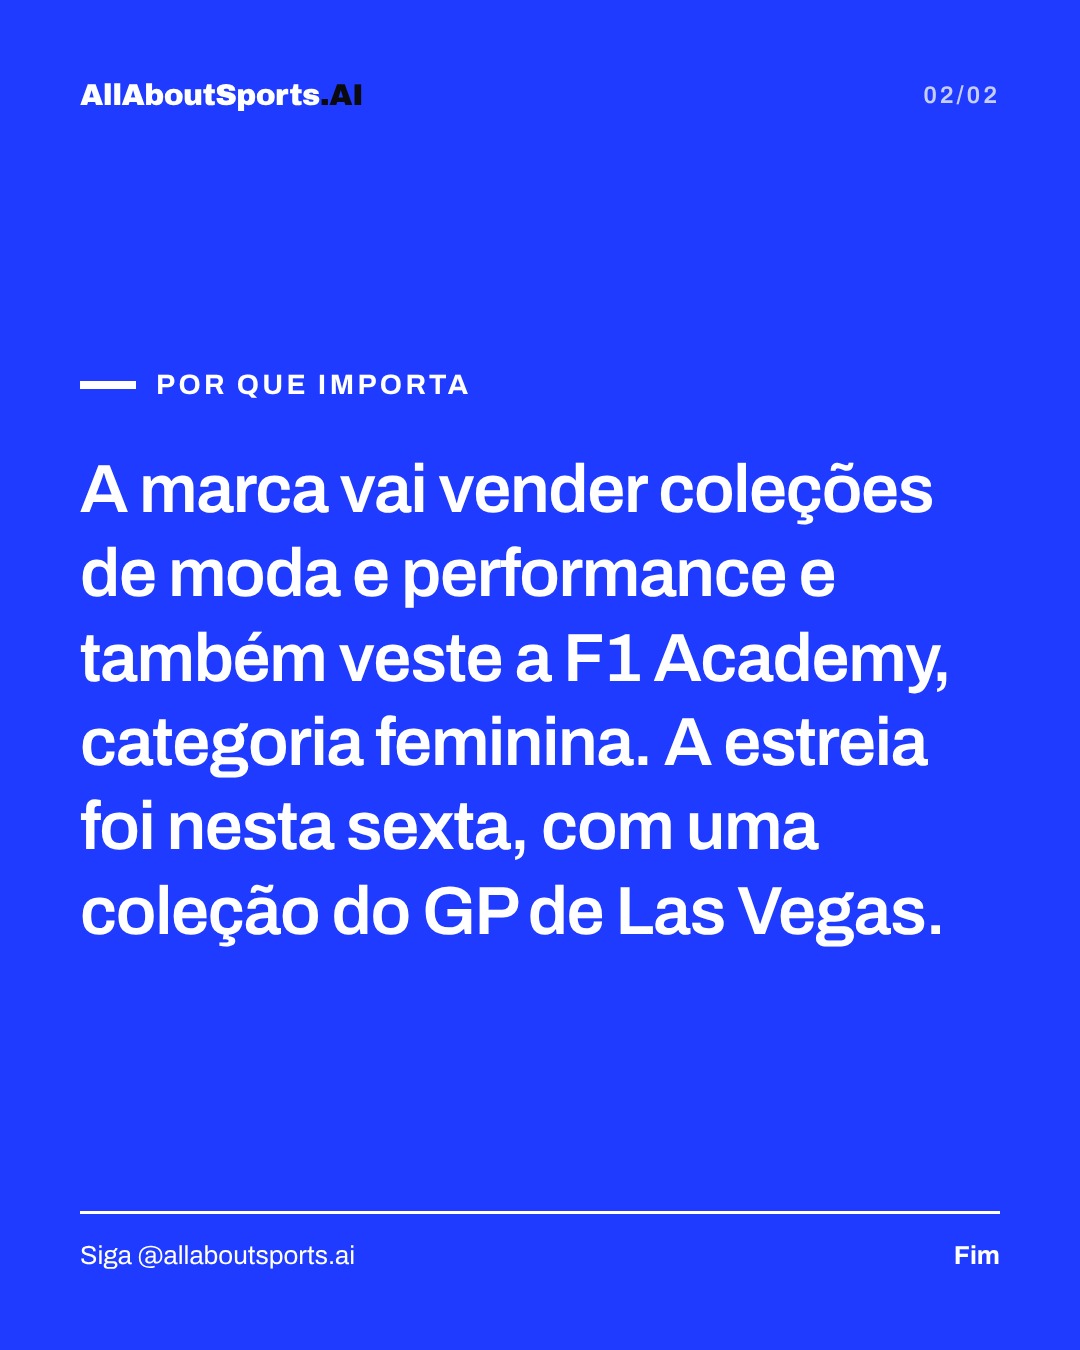 AllAboutSports.AI
02/02
POR QUE IMPORTA
A marca vai vender coleções
de moda e performance e
também veste a F1 Academy,
categoria feminina. A estreia
foi nesta sexta, com uma
coleção do GP de Las Vegas.
Siga @allaboutsports.ai
Fim